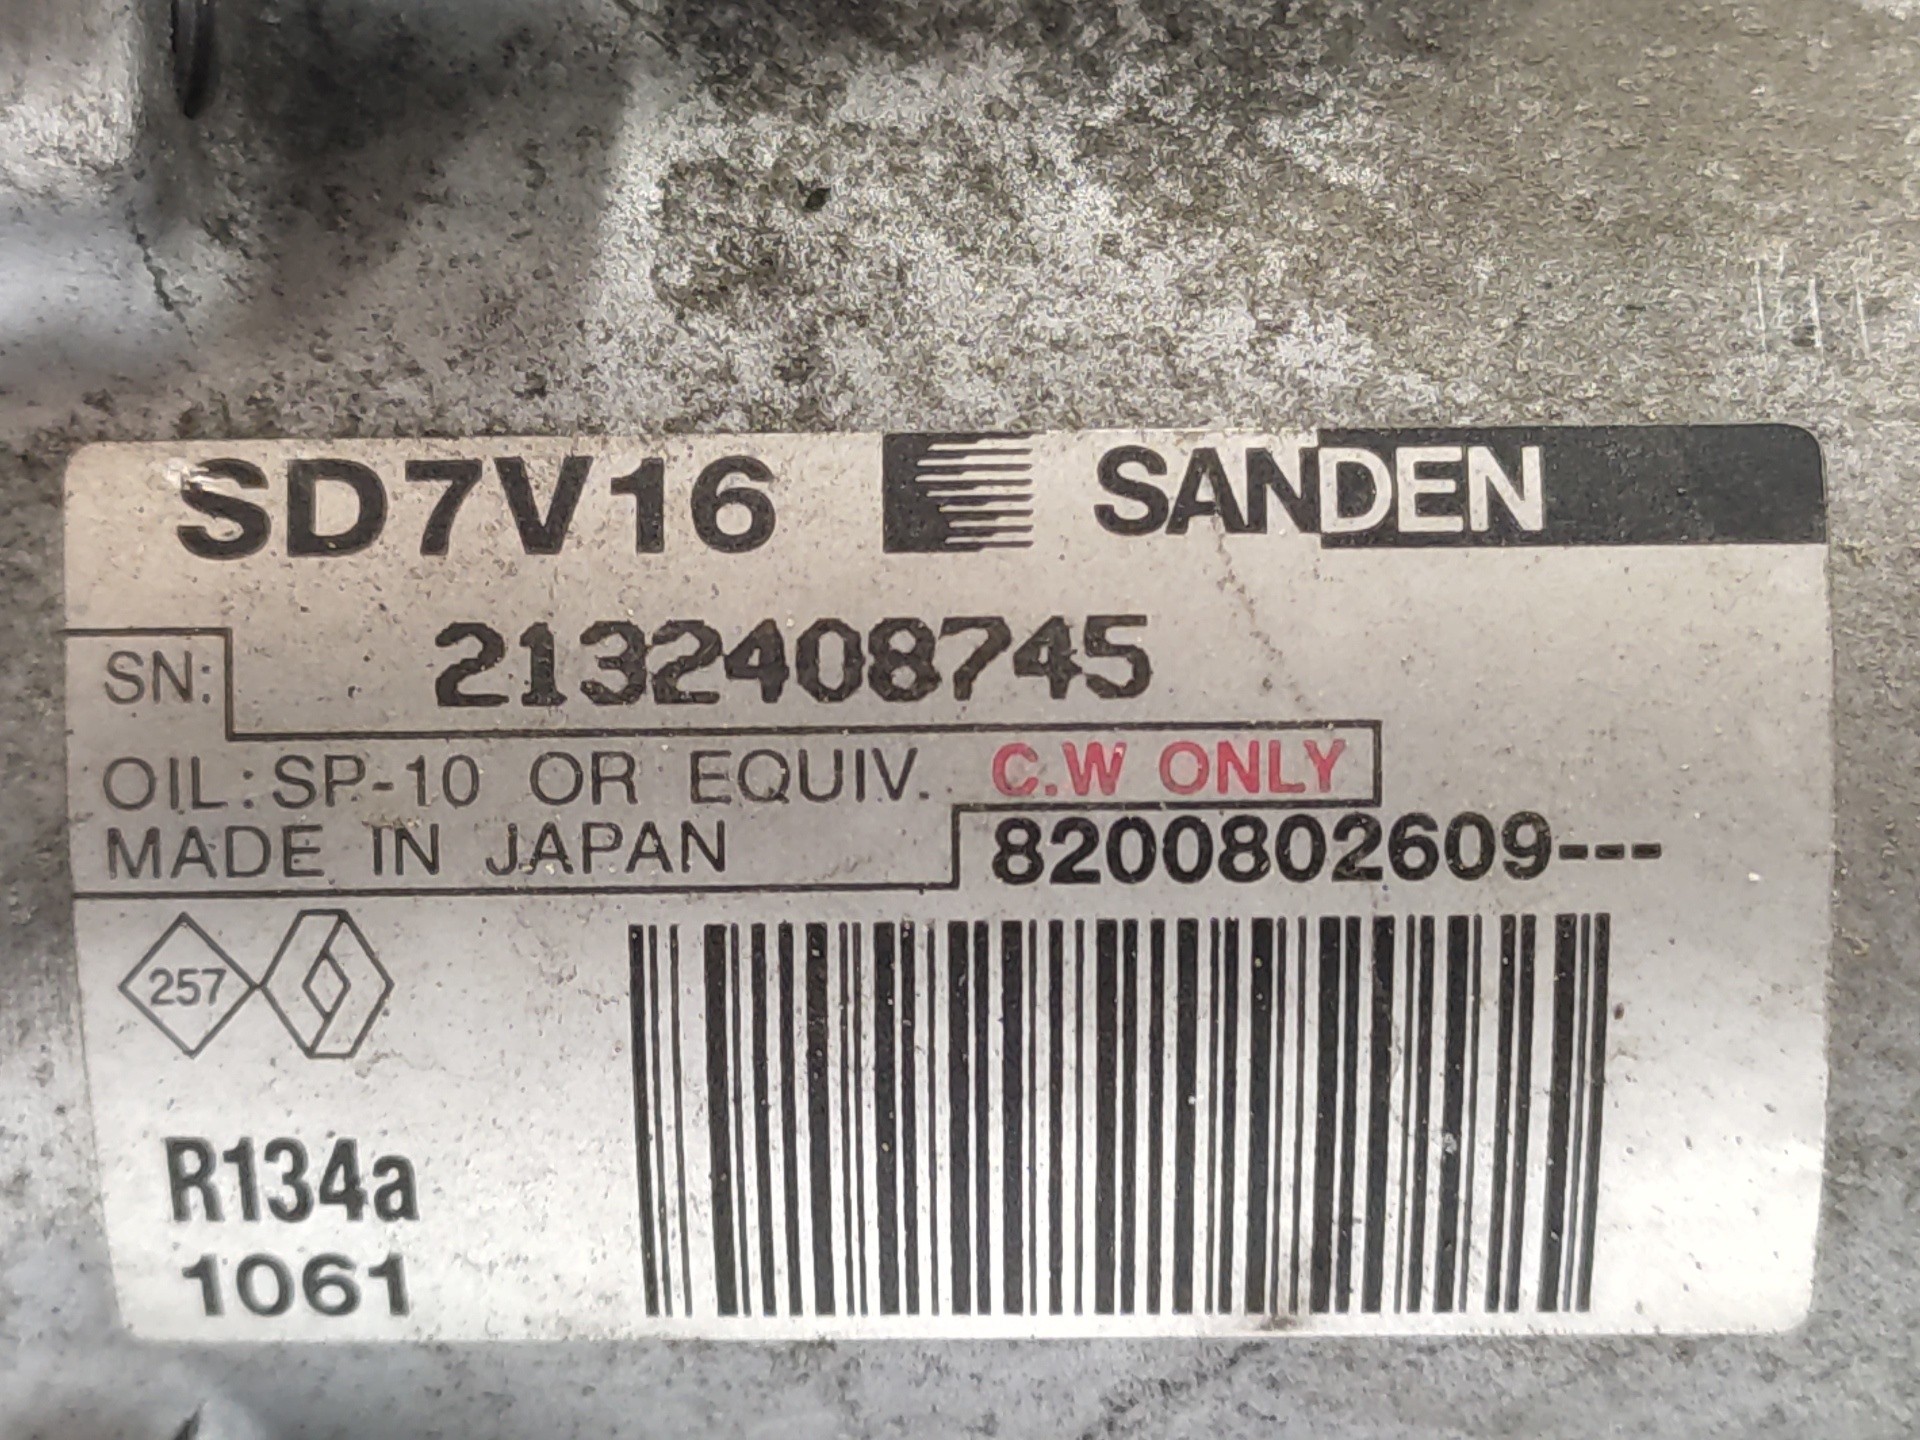 SD7V16 SANDEN
SN: 2132408745
OIL: SP-10 OR EQUIV. C.W ONLY
MADE IN JAPAN 8200802609---
257
R134a
1061